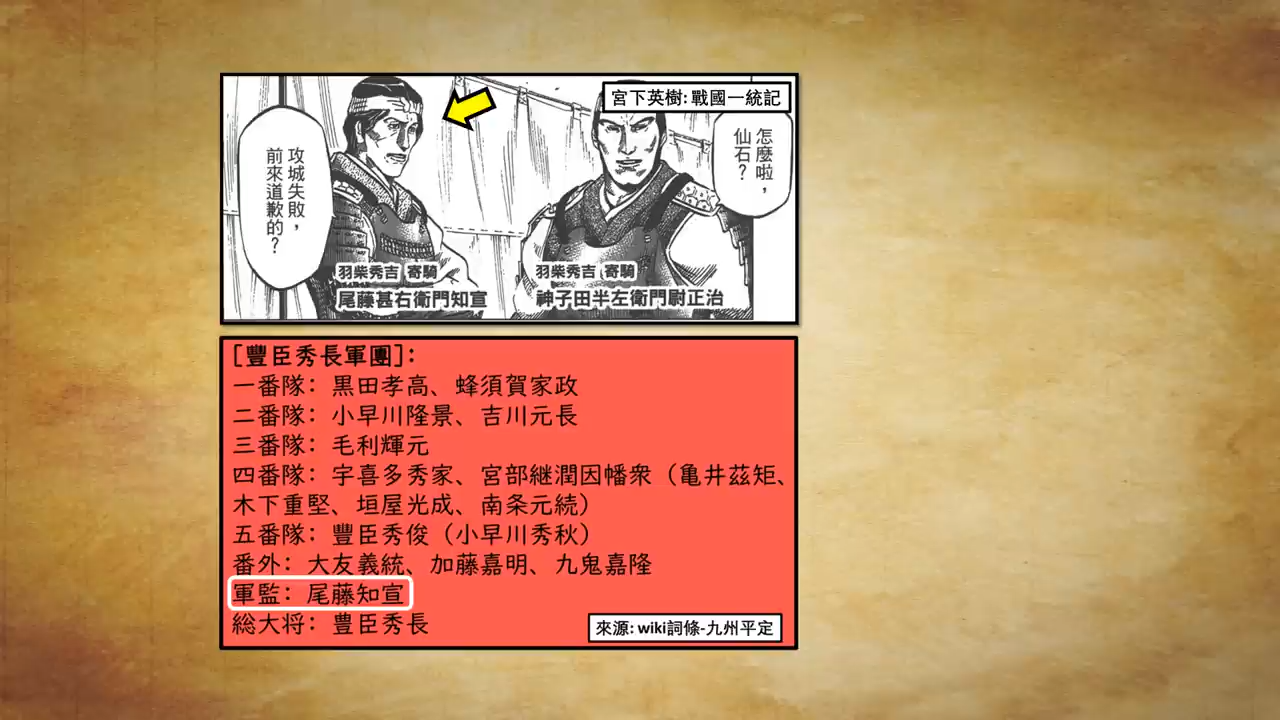 宮下英樹: 戰國一統記
怎麼啦，
仙石？
攻城失敗，
前來道歉的？
羽柴秀吉 寄騎
尾藤甚右衛門知宣
羽柴秀吉 寄騎
神子田半左衛門尉正治
[豐臣秀長軍團]:
一番隊: 黒田孝高、蜂須賀家政
二番隊: 小早川隆景、吉川元長
三番隊: 毛利輝元
四番隊: 宇喜多秀家、宮部継潤因幡衆（亀井茲矩、
木下重堅、垣屋光成、南条元続）
五番隊: 豐臣秀俊（小早川秀秋）
番外: 大友義統、加藤嘉明、九鬼嘉隆
軍監: 尾藤知宣
総大将: 豐臣秀長
來源: wiki詞條-九州平定